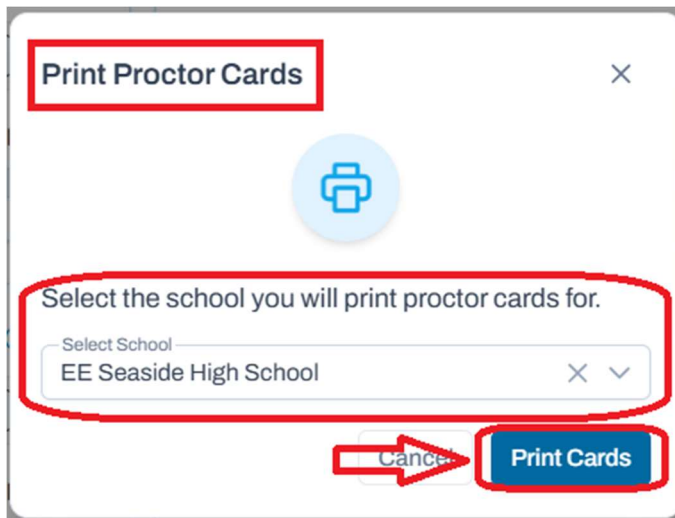 Print Proctor Cards
Select the school you will print proctor cards for.
Select School
EE Seaside High School
Cancel
Print Cards